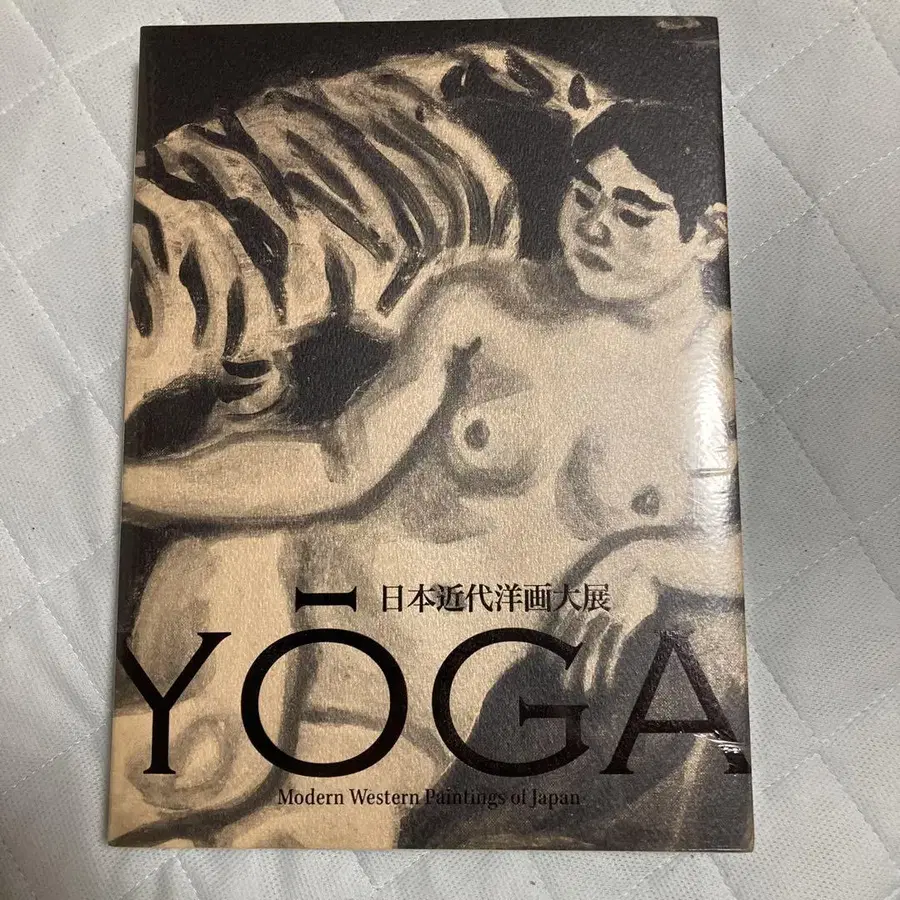 日本近代洋画大展
YŌGA
Modern Western Paintings of Japan